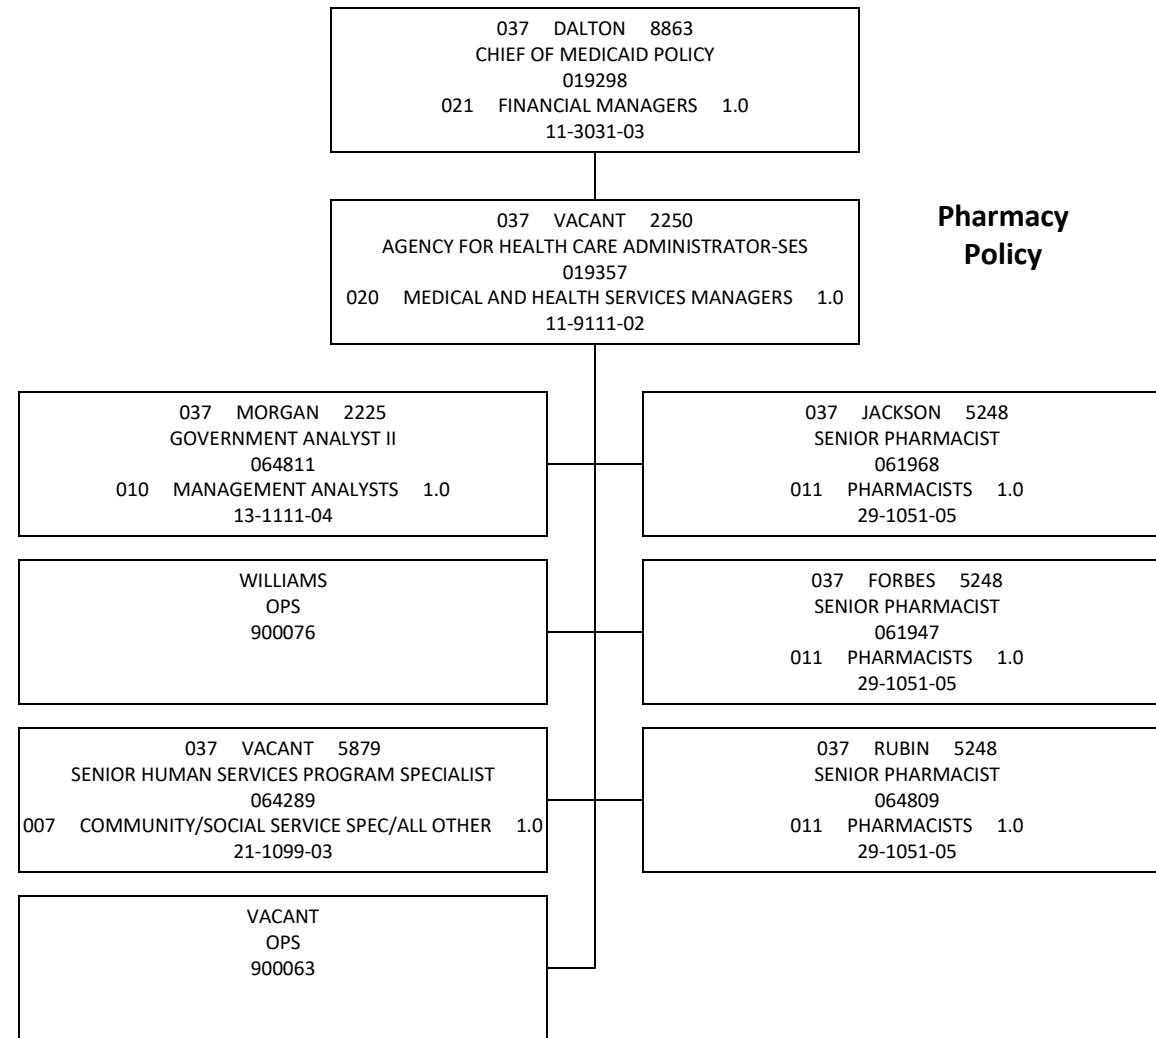 037 DALTON 8863
CHIEF OF MEDICAID POLICY
019298
021 FINANCIAL MANAGERS 1.0
11-3031-03
Pharmacy
Policy
037 VACANT 2250
AGENCY FOR HEALTH CARE ADMINISTRATOR-SES
019357
020 MEDICAL AND HEALTH SERVICES MANAGERS 1.0
11-9111-02
037 MORGAN 2225
GOVERNMENT ANALYST II
064811
010 MANAGEMENT ANALYSTS 1.0
13-1111-04
037 JACKSON 5248
SENIOR PHARMACIST
061968
011 PHARMACISTS 1.0
29-1051-05
WILLIAMS
OPS
900076
037 FORBES 5248
SENIOR PHARMACIST
061947
011 PHARMACISTS 1.0
29-1051-05
037 VACANT 5879
SENIOR HUMAN SERVICES PROGRAM SPECIALIST
064289
007 COMMUNITY/SOCIAL SERVICE SPEC/ALL OTHER 1.0
21-1099-03
037 RUBIN 5248
SENIOR PHARMACIST
064809
011 PHARMACISTS 1.0
29-1051-05
VACANT
OPS
900063